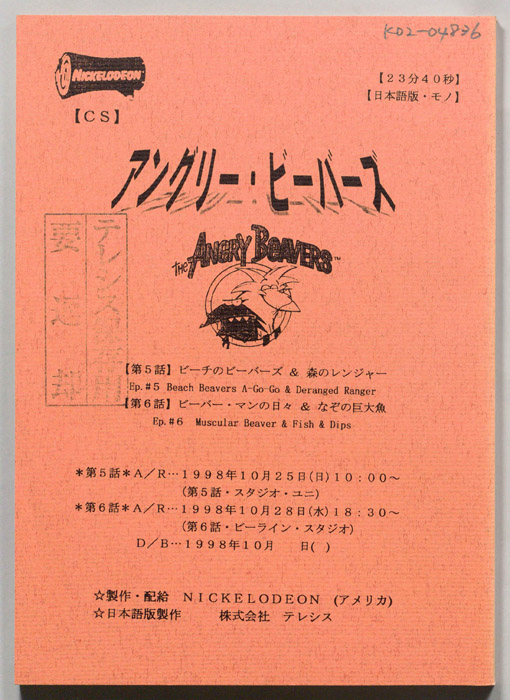 K02-04836
NICKELODEON
【CS】
【23分40秒】
【日本語版・モノ】
アングリー・ビーバーズ
THE ANGRY BEAVERS™
テレシス
要 却
【第5話】ビーチのビーバーズ & 森のレンジャー
Ep.#5 Beach Beavers A-Go-Go & Deranged Ranger
【第6話】ビーバー・マンの日々 & なぞの巨大魚
Ep.#6 Muscular Beaver & Fish & Dips
*第5話*A/R…1998年10月25日(日)10:00~
(第5話・スタジオ・ユニ)
*第6話*A/R…1998年10月28日(水)18:30~
(第6話・ビーライン・スタジオ)
D/B…1998年10月 日( )
☆製作・配給 NICKELODEON (アメリカ)
☆日本語版製作 株式会社 テレシス